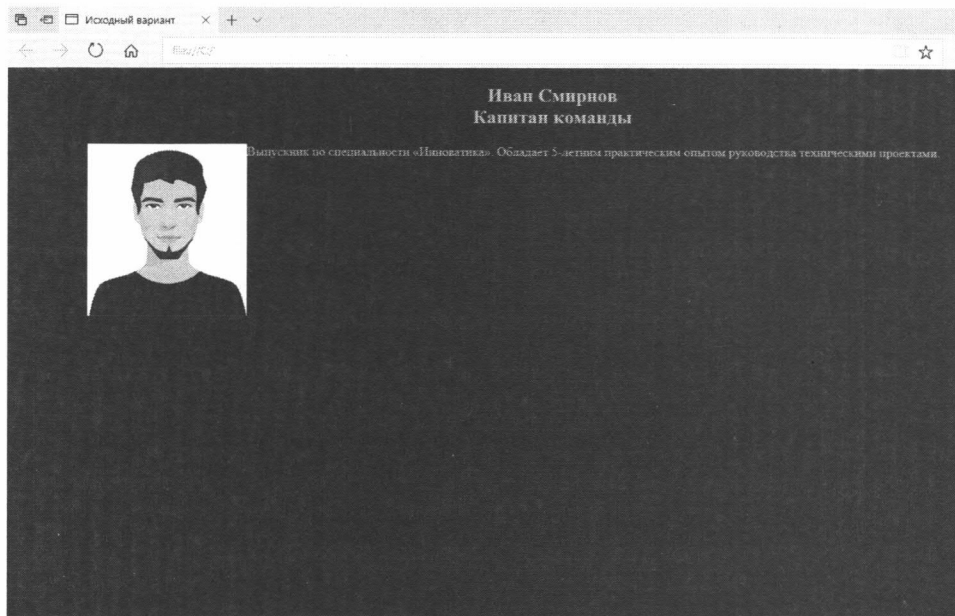 Исходный вариант
Иван Смирнов
Капитан команды
Выпускник по специальности «Инноватика». Обладает 5-летним практическим опытом руководства техническими проектами.